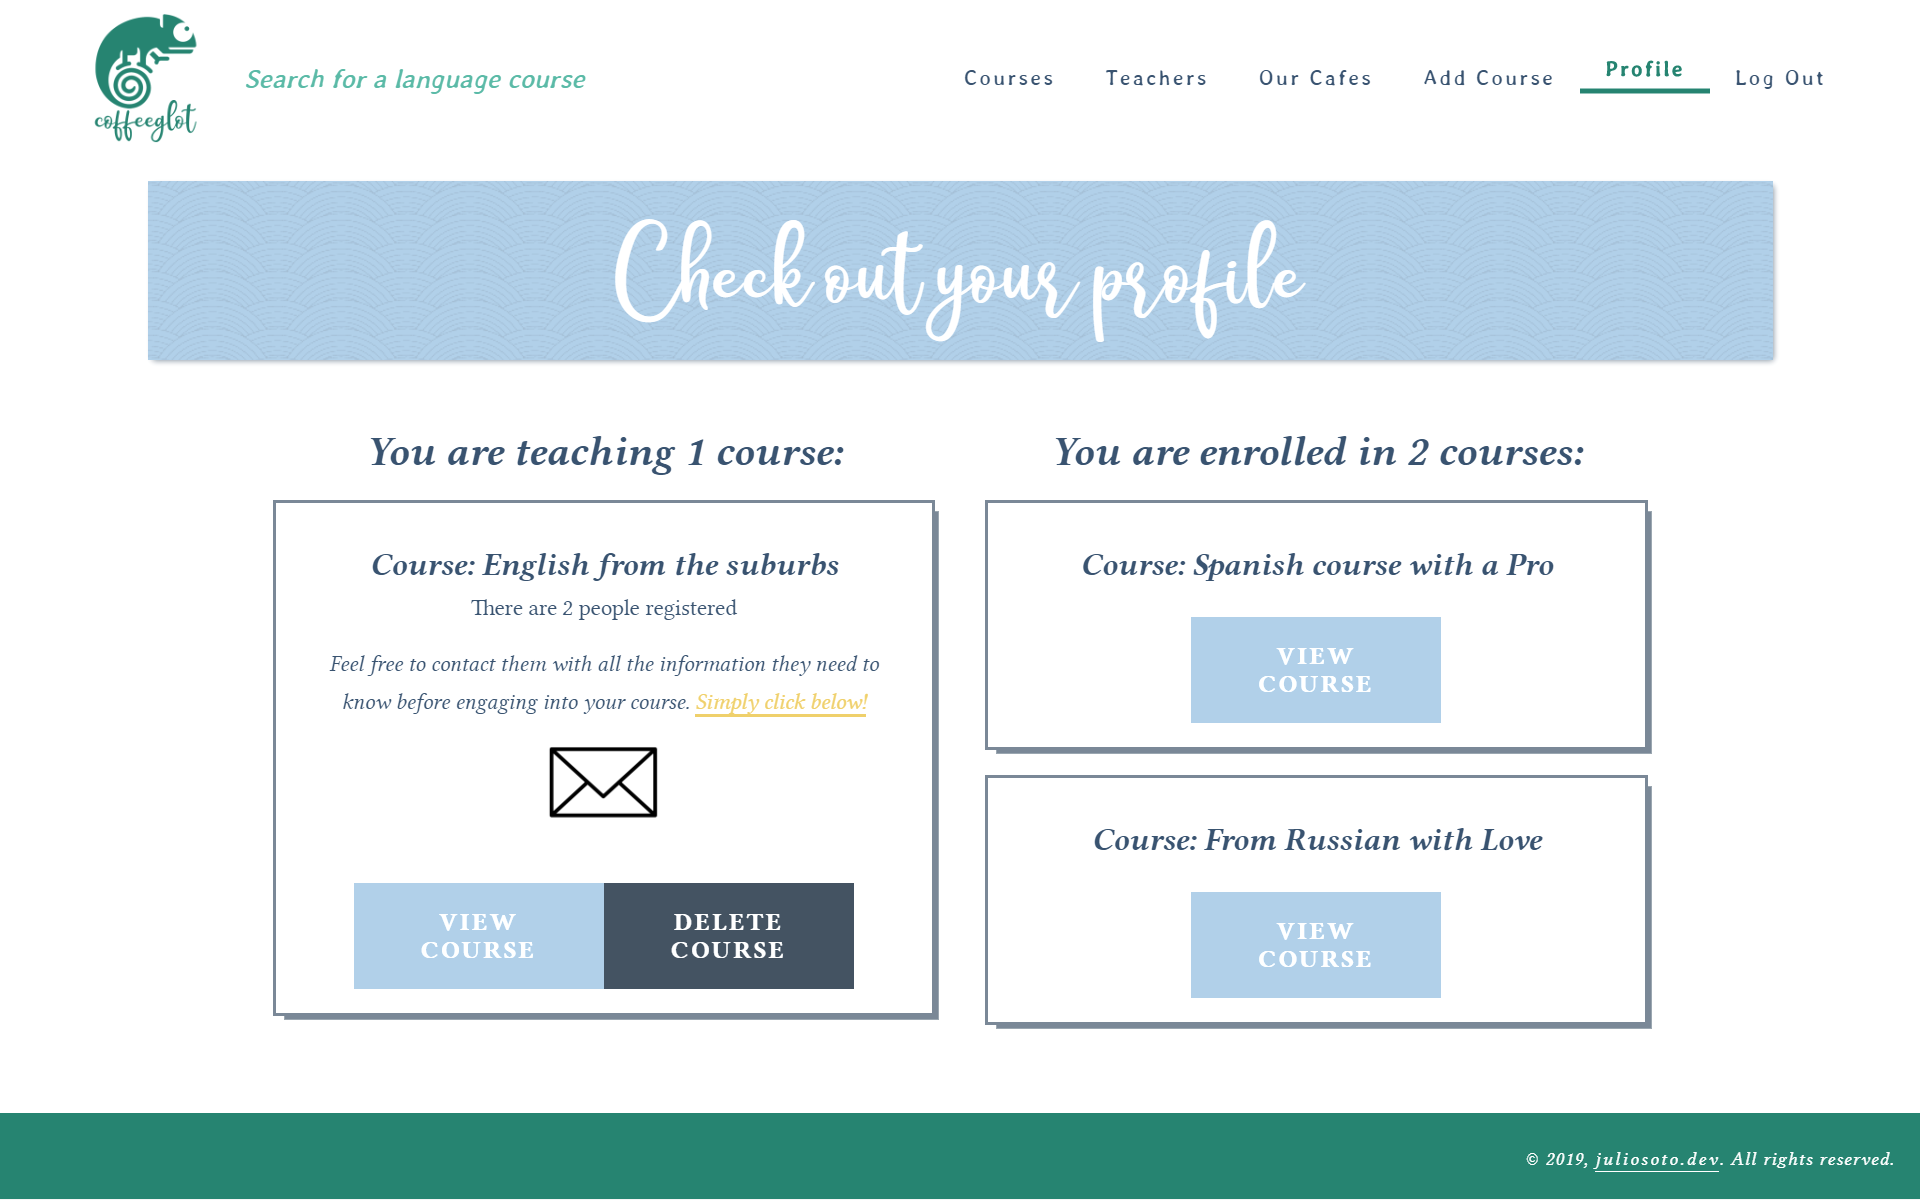 coffeeglot
Search for a language course
Courses
Teachers
Our Cafes
Add Course
Profile
Log Out
Check out your profile
You are teaching 1 course:
Course: English from the suburbs
There are 2 people registered
Feel free to contact them with all the information they need to
know before engaging into your course. Simply click below!
VIEW
COURSE
DELETE
COURSE
You are enrolled in 2 courses:
Course: Spanish course with a Pro
VIEW
COURSE
Course: From Russian with Love
VIEW
COURSE
© 2019, juliosoto.dev. All rights reserved.